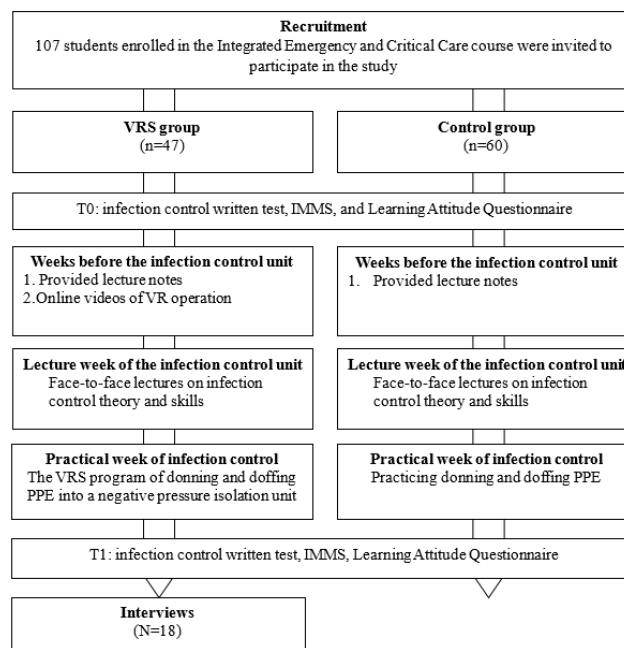 Recruitment
107 students enrolled in the Integrated Emergency and Critical Care course were invited to
participate in the study
VRS group
(n=47)
Control group
(n=60)
T0: infection control written test, IMMS, and Learning Attitude Questionnaire
Weeks before the infection control unit
1. Provided lecture notes
2.Online videos of VR operation
Weeks before the infection control unit
1. Provided lecture notes
Lecture week of the infection control unit
Face-to-face lectures on infection
control theory and skills
Lecture week of the infection control unit
Face-to-face lectures on infection
control theory and skills
Practical week of infection control
The VRS program of donning and doffing
PPE into a negative pressure isolation unit
Practical week of infection control
Practicing donning and doffing PPE
T1: infection control written test, IMMS, Learning Attitude Questionnaire
Interviews
(N=18)